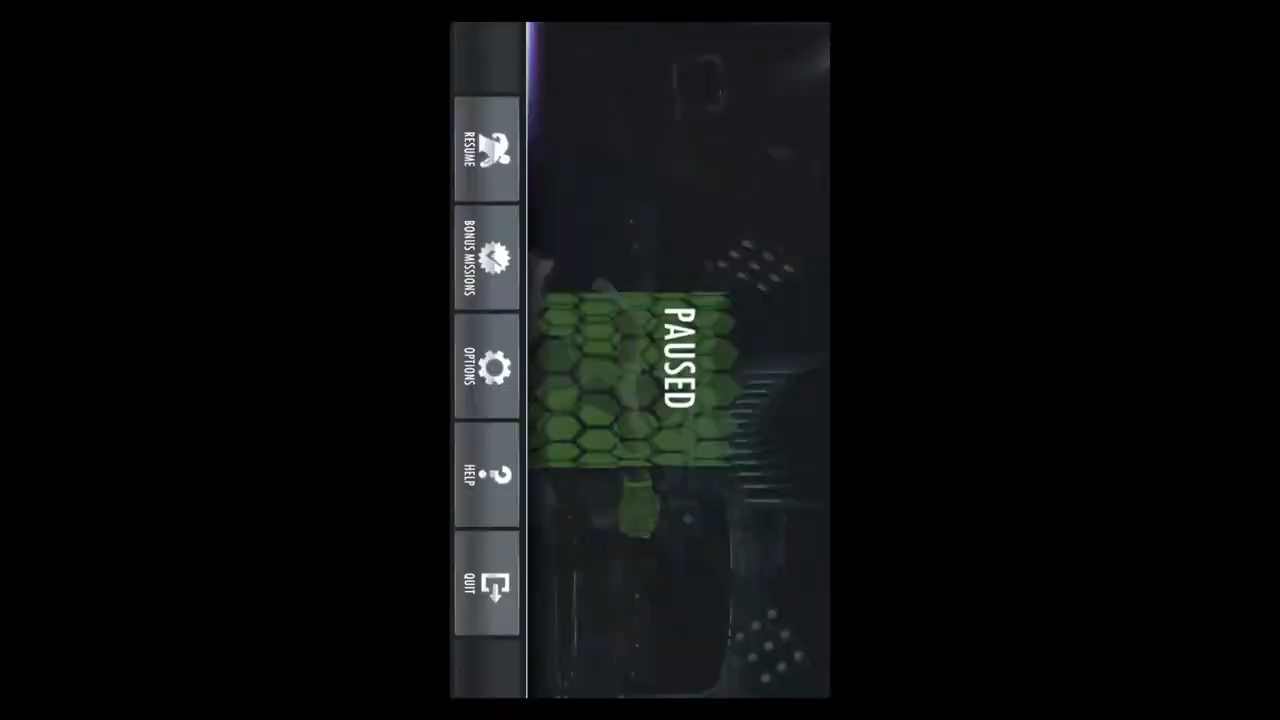 PAUSED
RESUME
BONUS MISSIONS
OPTIONS
HELP
QUIT